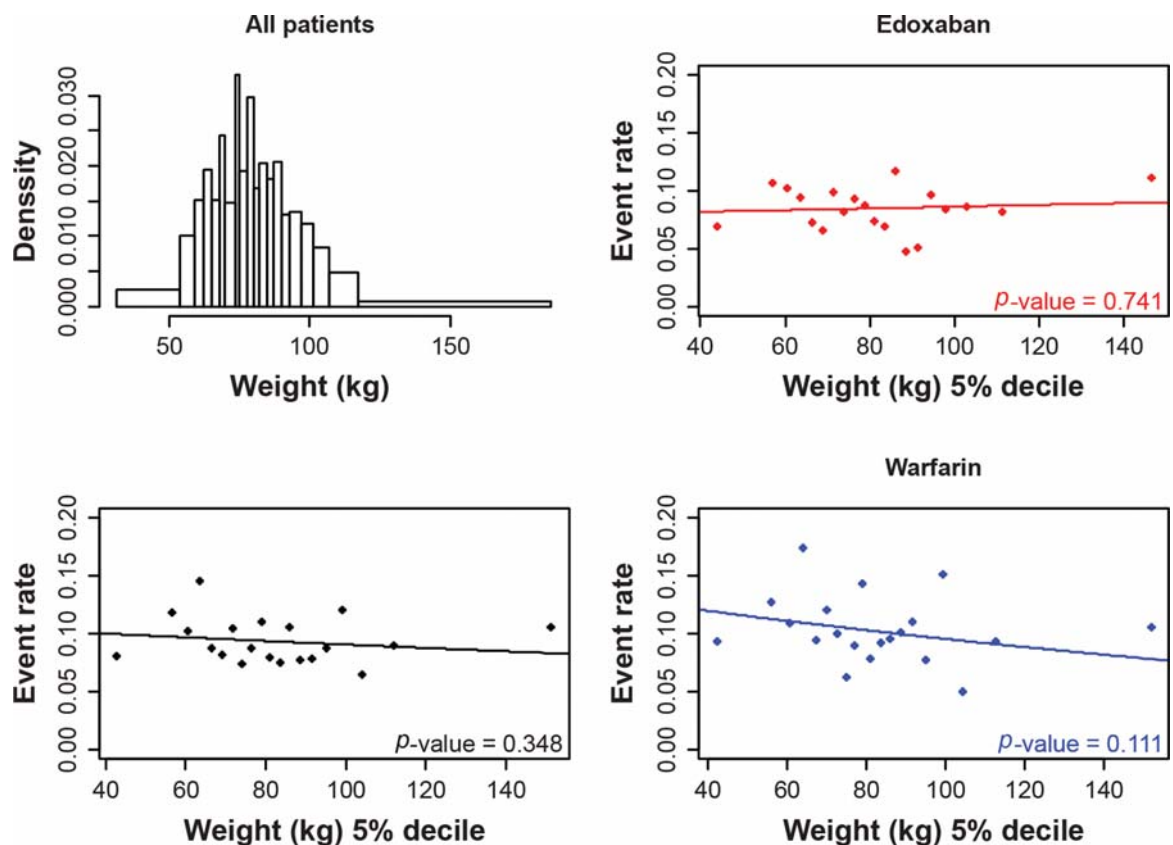 All patients
Denssity
0.000 0.010 0.020 0.030
50 100 150
Weight (kg)
Edoxaban
Event rate
0.00 0.05 0.10 0.15 0.20
p-value = 0.741
40 60 80 100 120 140
Weight (kg) 5% decile
Event rate
0.00 0.05 0.10 0.15 0.20
p-value = 0.348
40 60 80 100 120 140
Weight (kg) 5% decile
Warfarin
Event rate
0.00 0.05 0.10 0.15 0.20
p-value = 0.111
40 60 80 100 120 140
Weight (kg) 5% decile